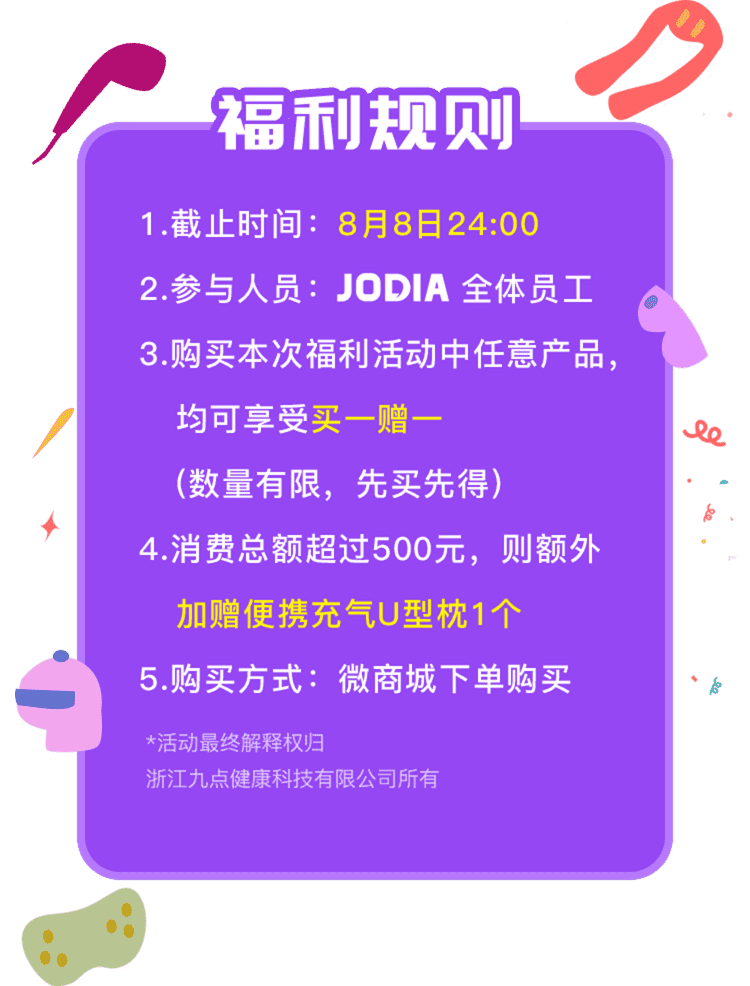 福利规则
1.截止时间：8月8日24:00
2.参与人员：JODIA 全体员工
3.购买本次福利活动中任意产品，
均可享受买一赠一
(数量有限，先买先得)
4.消费总额超过500元，则额外
加赠便携充气U型枕1个
5.购买方式：微商城下单购买
*活动最终解释权归
浙江九点健康科技有限公司所有